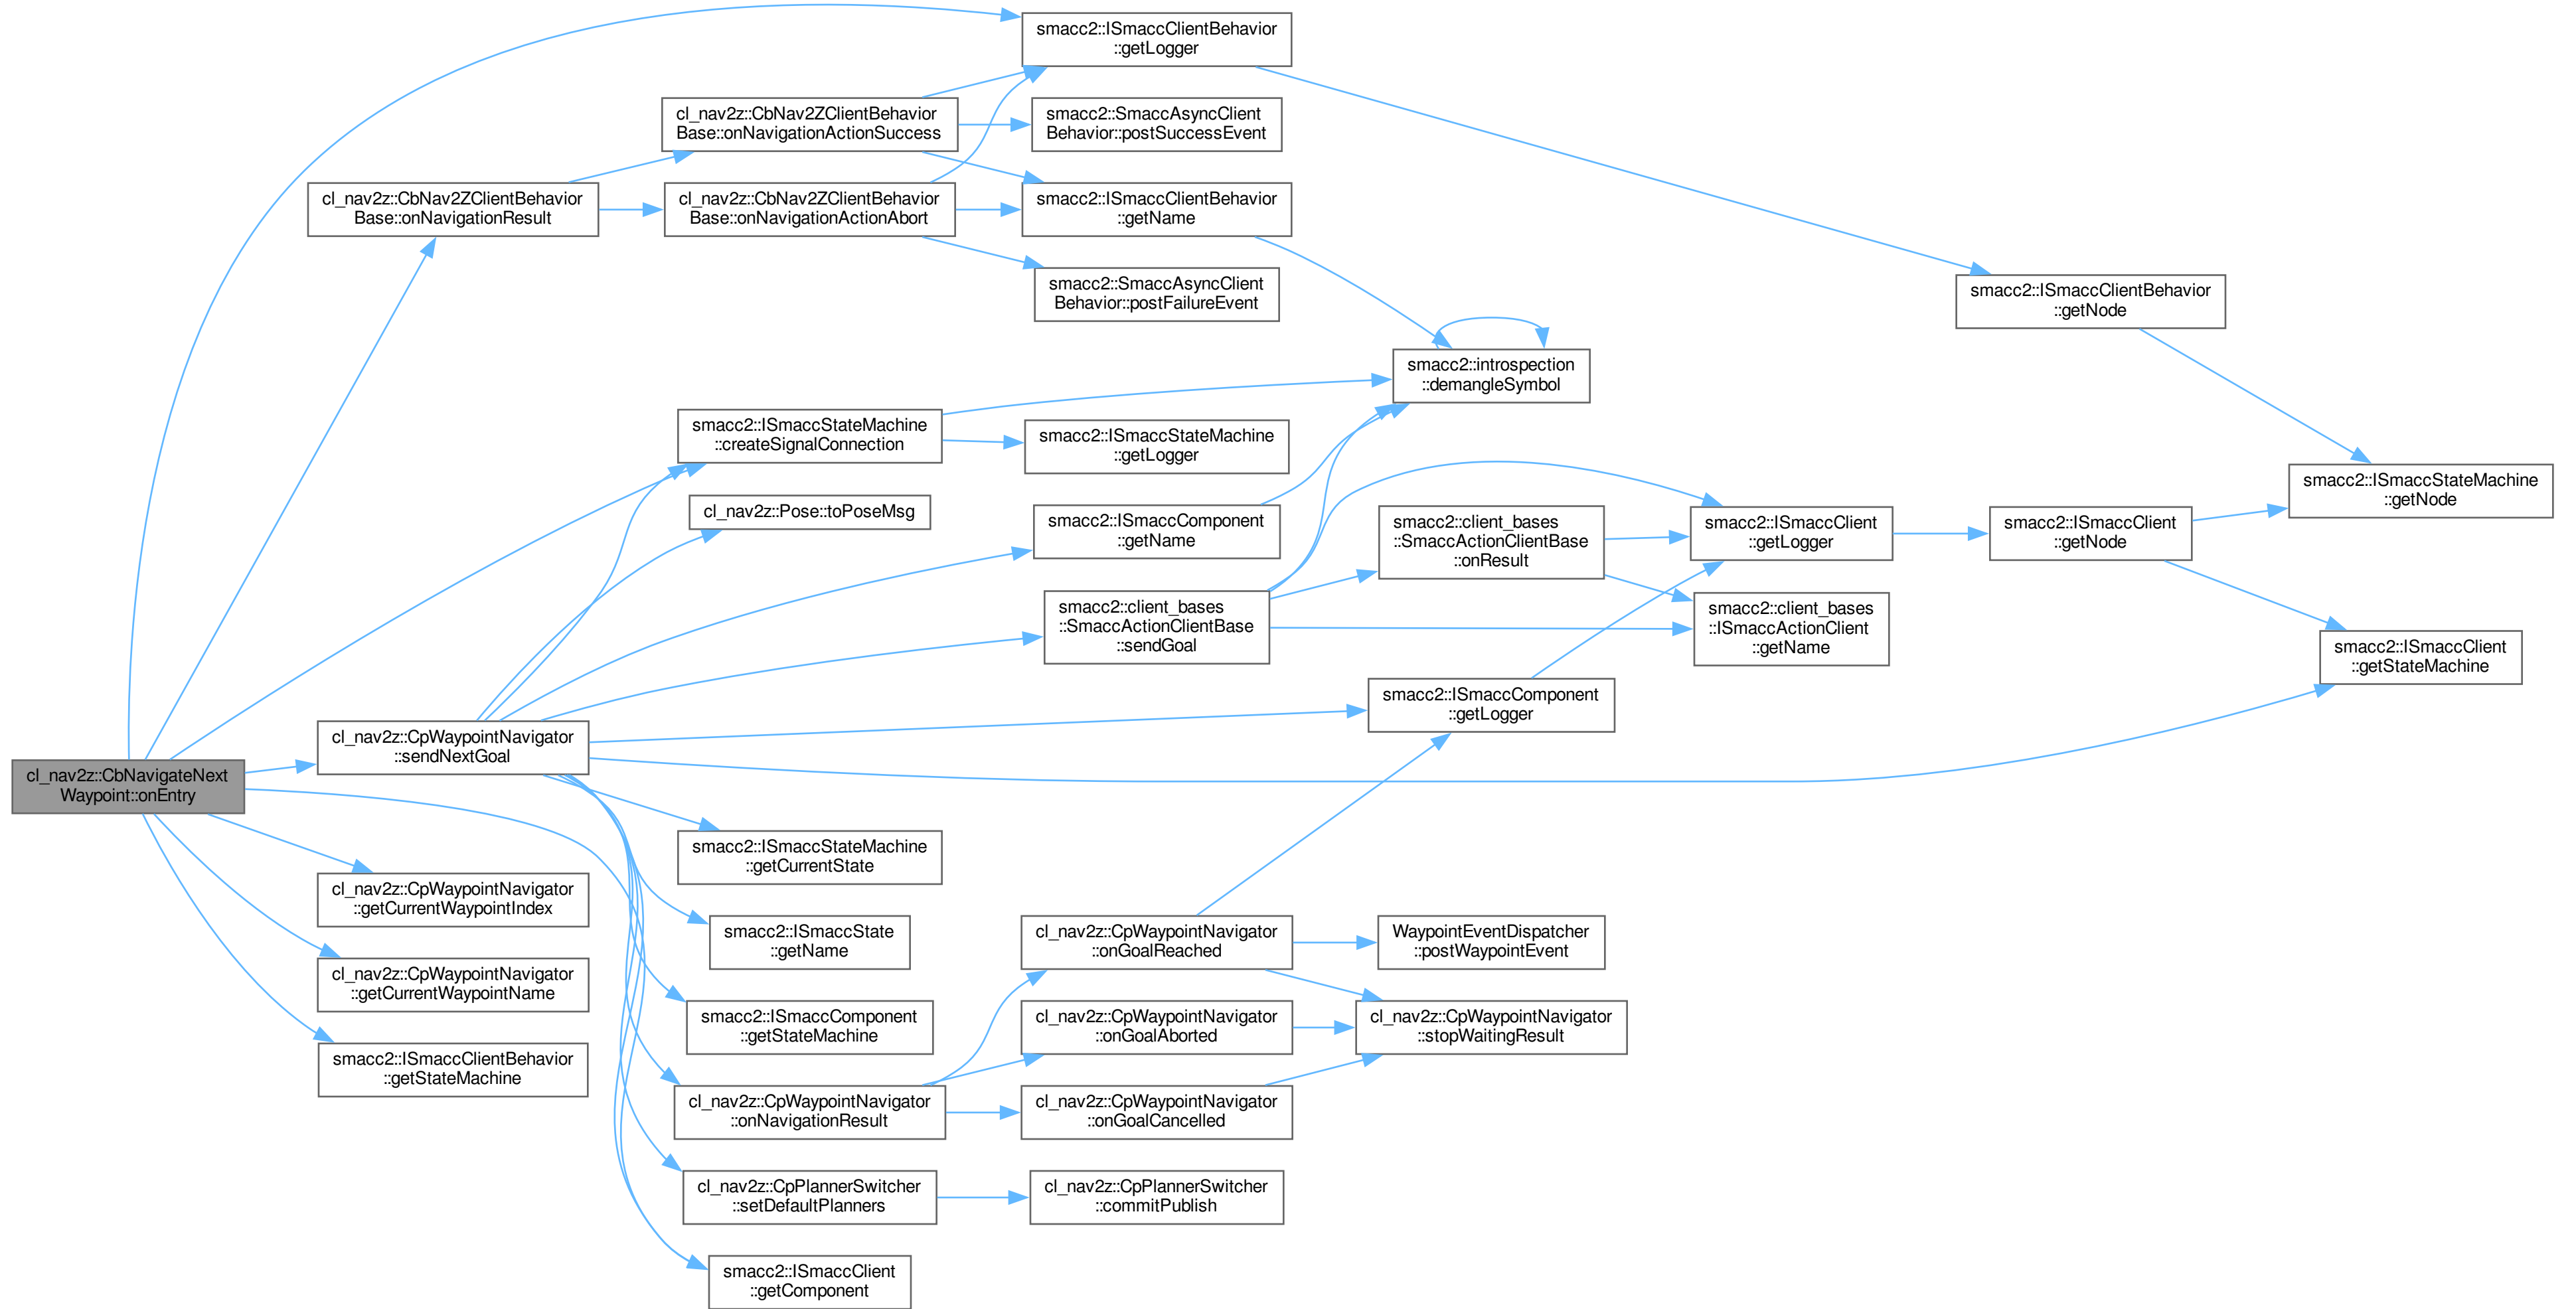 smacc2::ISmaccClientBehavior
::getLogger
cl_nav2z::CbNav2ZClientBehavior
Base::onNavigationActionSuccess
smacc2::SmaccAsyncClient
Behavior::postSuccessEvent
cl_nav2z::CbNav2ZClientBehavior
Base::onNavigationResult
cl_nav2z::CbNav2ZClientBehavior
Base::onNavigationActionAbort
smacc2::ISmaccClientBehavior
::getName
smacc2::SmaccAsyncClient
Behavior::postFailureEvent
smacc2::ISmaccClientBehavior
::getNode
smacc2::introspection
::demangleSymbol
smacc2::ISmaccStateMachine
::createSignalConnection
smacc2::ISmaccStateMachine
::getLogger
smacc2::ISmaccStateMachine
::getNode
cl_nav2z::Pose::toPoseMsg
smacc2::ISmaccComponent
::getName
smacc2::client_bases
::SmaccActionClientBase
::onResult
smacc2::ISmaccClient
::getLogger
smacc2::ISmaccClient
::getNode
smacc2::client_bases
::SmaccActionClientBase
::sendGoal
smacc2::client_bases
::ISmaccActionClient
::getName
smacc2::ISmaccClient
::getStateMachine
smacc2::ISmaccComponent
::getLogger
cl_nav2z::CpWaypointNavigator
::sendNextGoal
cl_nav2z::CbNavigateNext
Waypoint::onEntry
smacc2::ISmaccStateMachine
::getCurrentState
cl_nav2z::CpWaypointNavigator
::getCurrentWaypointIndex
smacc2::ISmaccState
::getName
cl_nav2z::CpWaypointNavigator
::onGoalReached
WaypointEventDispatcher
::postWaypointEvent
cl_nav2z::CpWaypointNavigator
::getCurrentWaypointName
smacc2::ISmaccComponent
::getStateMachine
cl_nav2z::CpWaypointNavigator
::onGoalAborted
cl_nav2z::CpWaypointNavigator
::stopWaitingResult
smacc2::ISmaccClientBehavior
::getStateMachine
cl_nav2z::CpWaypointNavigator
::onNavigationResult
cl_nav2z::CpWaypointNavigator
::onGoalCancelled
cl_nav2z::CpPlannerSwitcher
::setDefaultPlanners
cl_nav2z::CpPlannerSwitcher
::commitPublish
smacc2::ISmaccClient
::getComponent